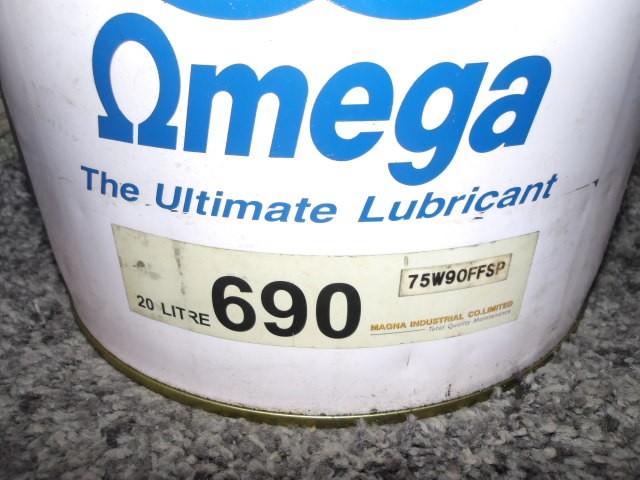 Ωmega
The Ultimate Lubricant
75W90FFSP
20 LITRE 690
MAGNA INDUSTRIAL CO.LIMITED
Total Quality Maintenance